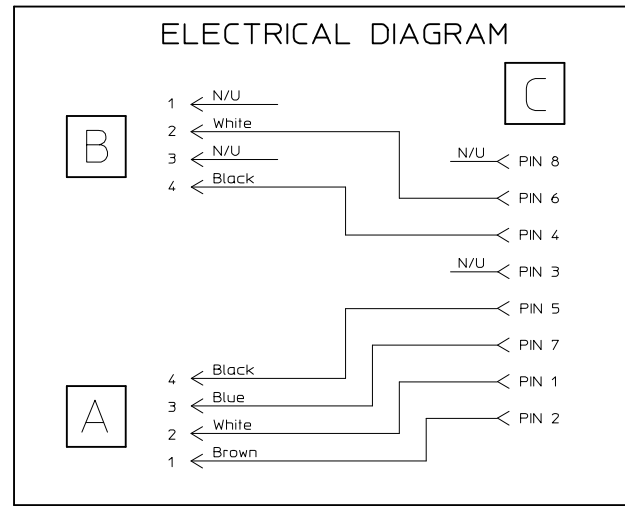 ELECTRICAL DIAGRAM
C
B
1 N/U
2 White
3 N/U
4 Black
N/U PIN 8
PIN 6
PIN 4
N/U PIN 3
PIN 5
PIN 7
PIN 1
PIN 2
A
4 Black
3 Blue
2 White
1 Brown